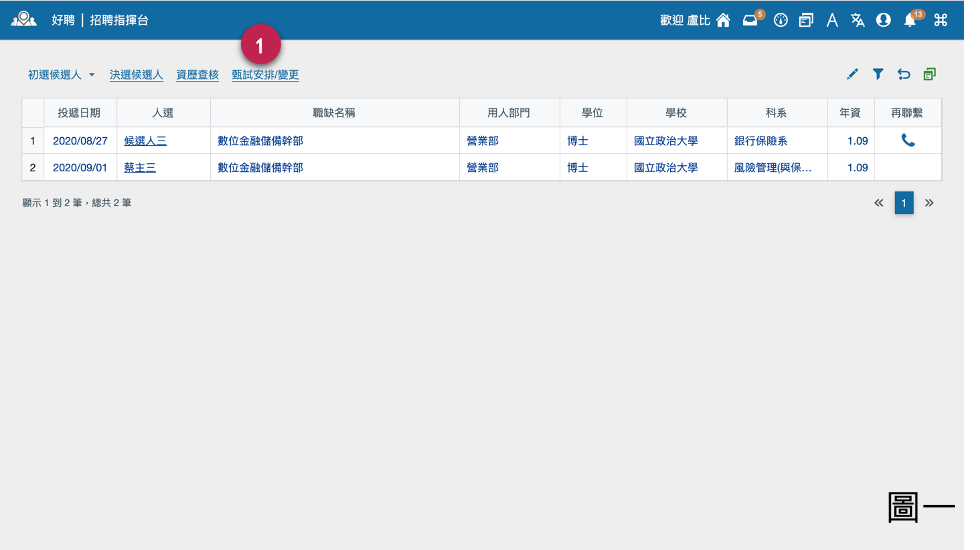 好聘 | 招聘指揮台 歡迎 盧比 5 13
1
初選候選人 決選候選人 資歷查核 甄試安排/變更
投遞日期 人選 職缺名稱 用人部門 學位 學校 科系 年資 再聯繫
1 2020/08/27 候選人三 數位金融儲備幹部 營業部 博士 國立政治大學 銀行保險系 1.09
2 2020/09/01 蔡主三 數位金融儲備幹部 營業部 博士 國立政治大學 風險管理(與保... 1.09
顯示 1 到 2 筆，總共 2 筆 « 1 »
圖一